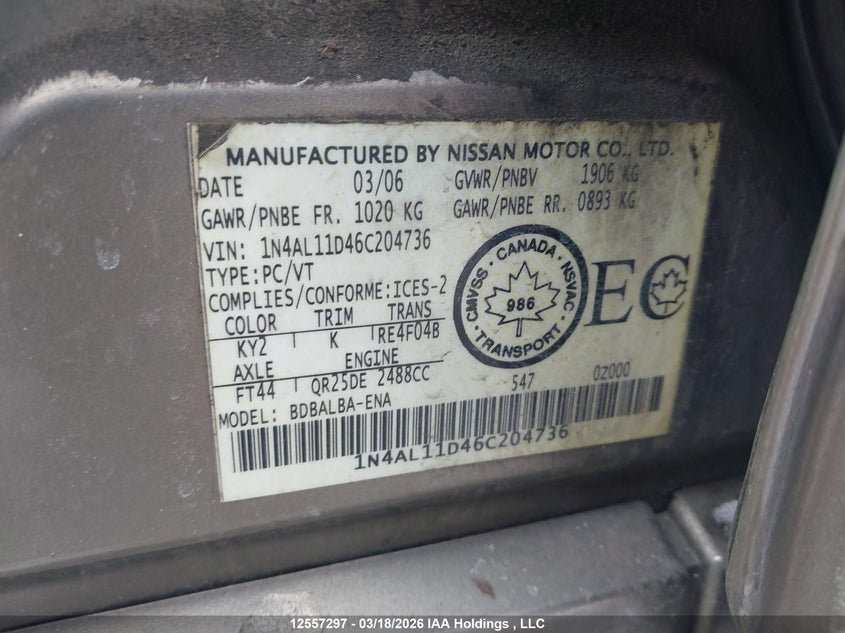 MANUFACTURED BY NISSAN MOTOR CO., LTD.
DATE 03/06 GVWR/PNBV 1906 KG
GAWR/PNBE FR. 1020 KG GAWR/PNBE RR. 0893 KG
VIN: 1N4AL11D46C204736
TYPE:PC/VT
COMPLIES/CONFORME:ICES-2
COLOR TRIM TRANS
KY2 K RE4F04B
AXLE ENGINE
FT44 QR25DE 2488CC
MODEL: BDBALBA-ENA
CMVSS · CANADA · NSVAC · TRANSPORT ·
986
EC
547 OZ000
1N4AL11D46C204736
12557297 - 03/18/2026 IAA Holdings , LLC